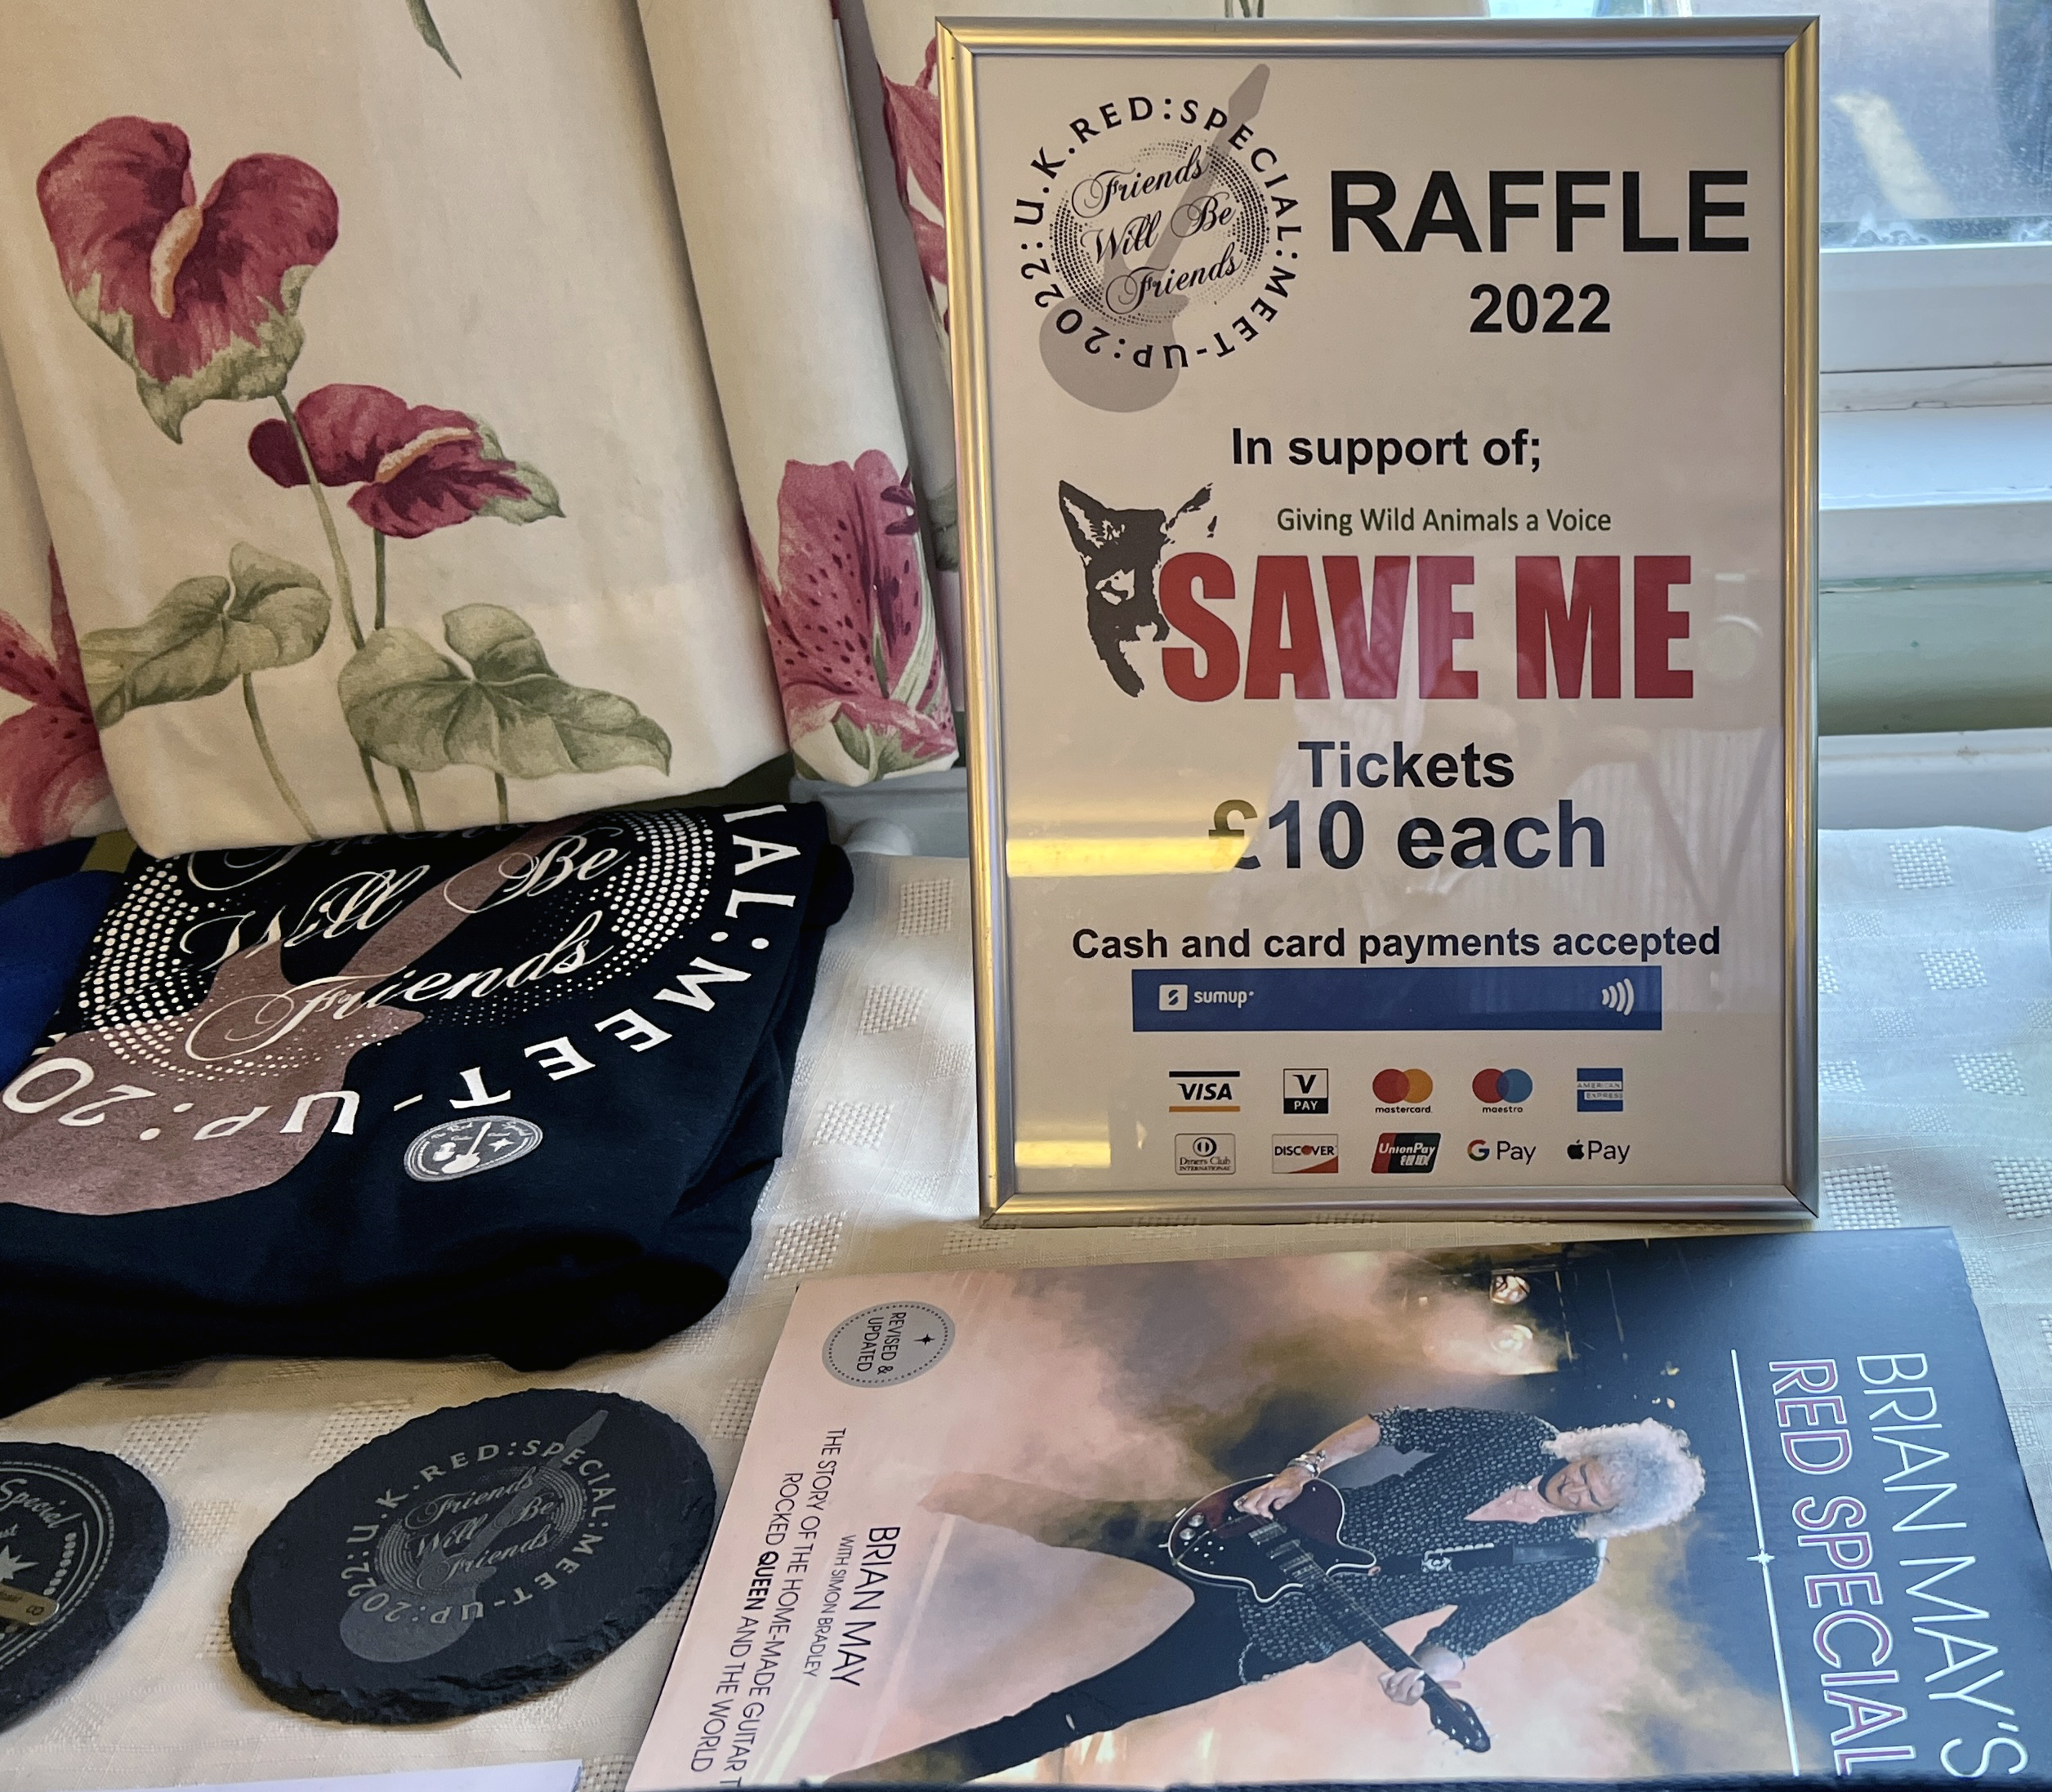 U.K.RED:SPECIAL:MEET-UP:2022:
Friends
Will Be
Friends
RAFFLE
2022
In support of;
Giving Wild Animals a Voice
SAVE ME
Tickets
£10 each
Cash and card payments accepted
sumup
VISA
V PAY
mastercard
maestro
AMERICAN EXPRESS
Diners Club INTERNATIONAL
DISCOVER
UnionPay 银联
G Pay
Pay
Will Be
Friends
IAL:MEET-UP:20
Special
U.K.RED:SPECIAL:MEET-UP:2022:
Friends
Will Be
Friends
BRIAN MAY'S
RED SPECIAL
BRIAN MAY
WITH SIMON BRADLEY
THE STORY OF THE HOME-MADE GUITAR T
ROCKED QUEEN AND THE WORLD
REVISED &
UPDATED